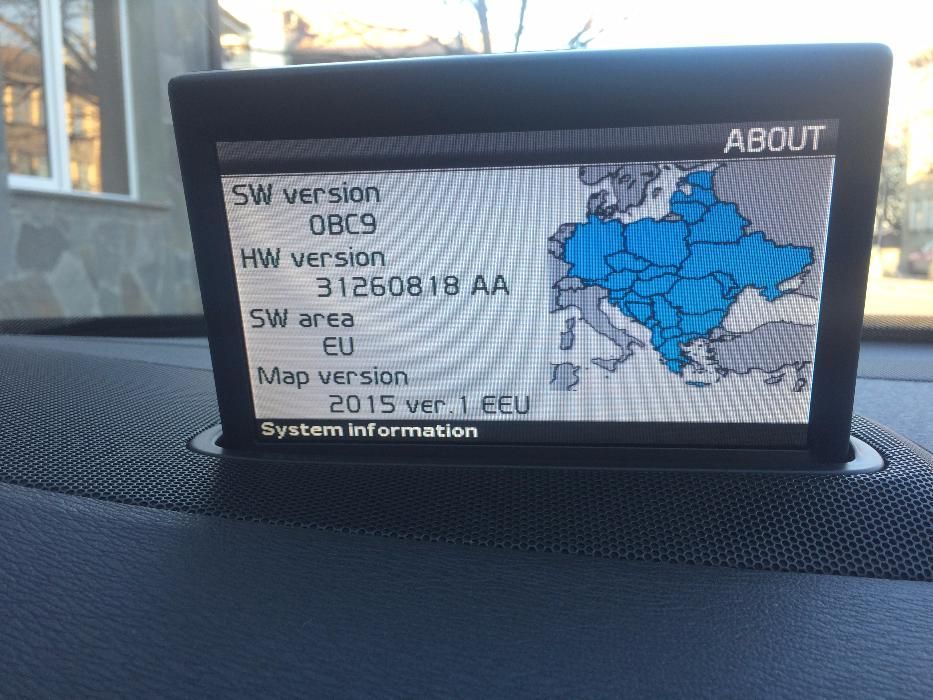 ABOUT
SW version
0BC9
HW version
31260818 AA
SW area
EU
Map version
2015 ver.1 EEU
System information